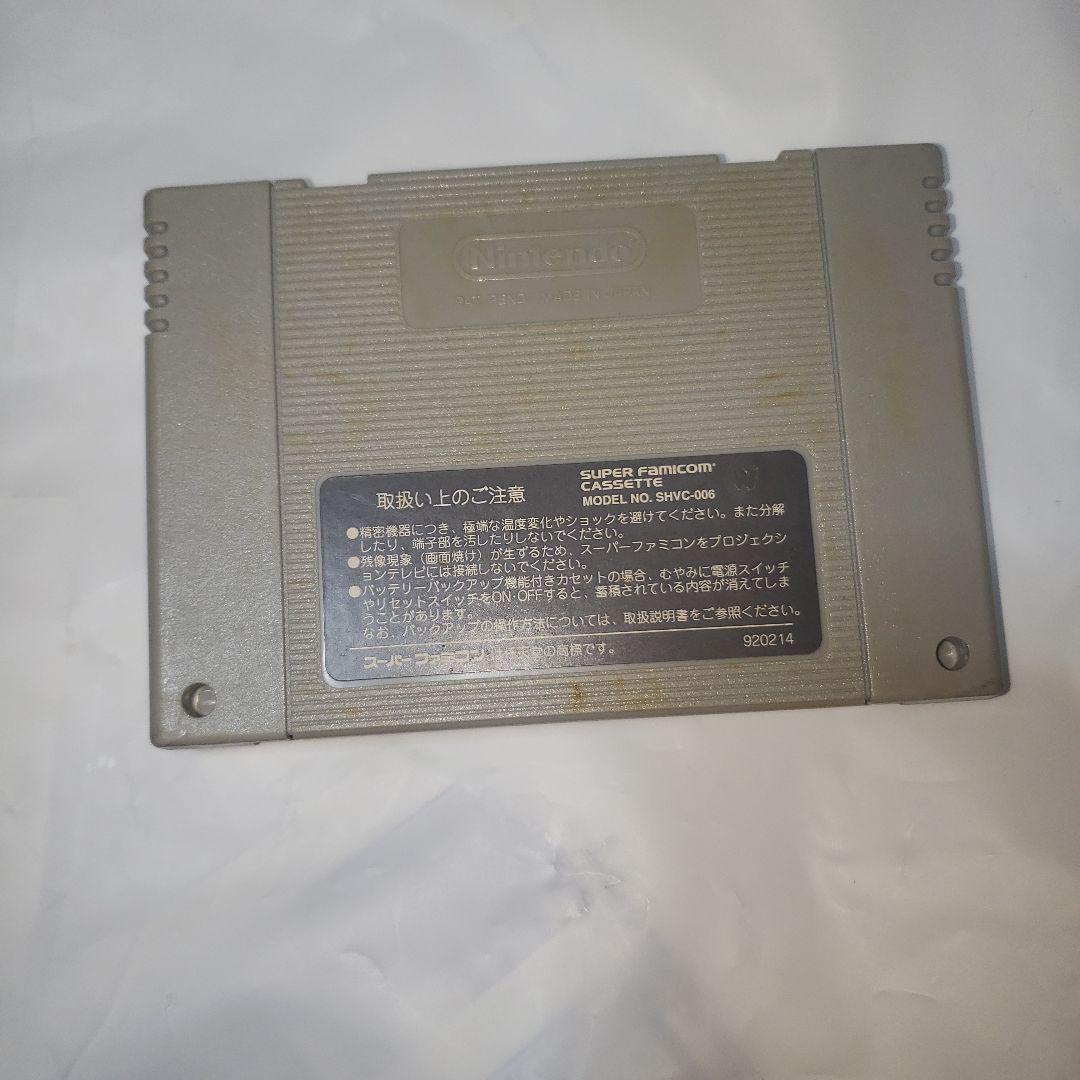 Nintendo
PAT. PEND. MADE IN JAPAN
取扱い上のご注意
SUPER FAMICOM
CASSETTE
MODEL NO. SHVC-006
●精密機器につき、極端な温度変化やショックを避けてください。また分解
したり、端子部を汚したりしないでください。
●残像現象（画面焼け）が生ずるため、スーパーファミコンをプロジェクシ
ョンテレビには接続しないでください。
●バッテリーバックアップ機能付きカセットの場合、むやみに電源スイッチ
やリセットスイッチをON·OFFすると、蓄積されている内容が消えてしま
うことがあります。
なお、バックアップの操作方法については、取扱説明書をご参照ください。
スーパーファミコンは任天堂の商標です。
920214